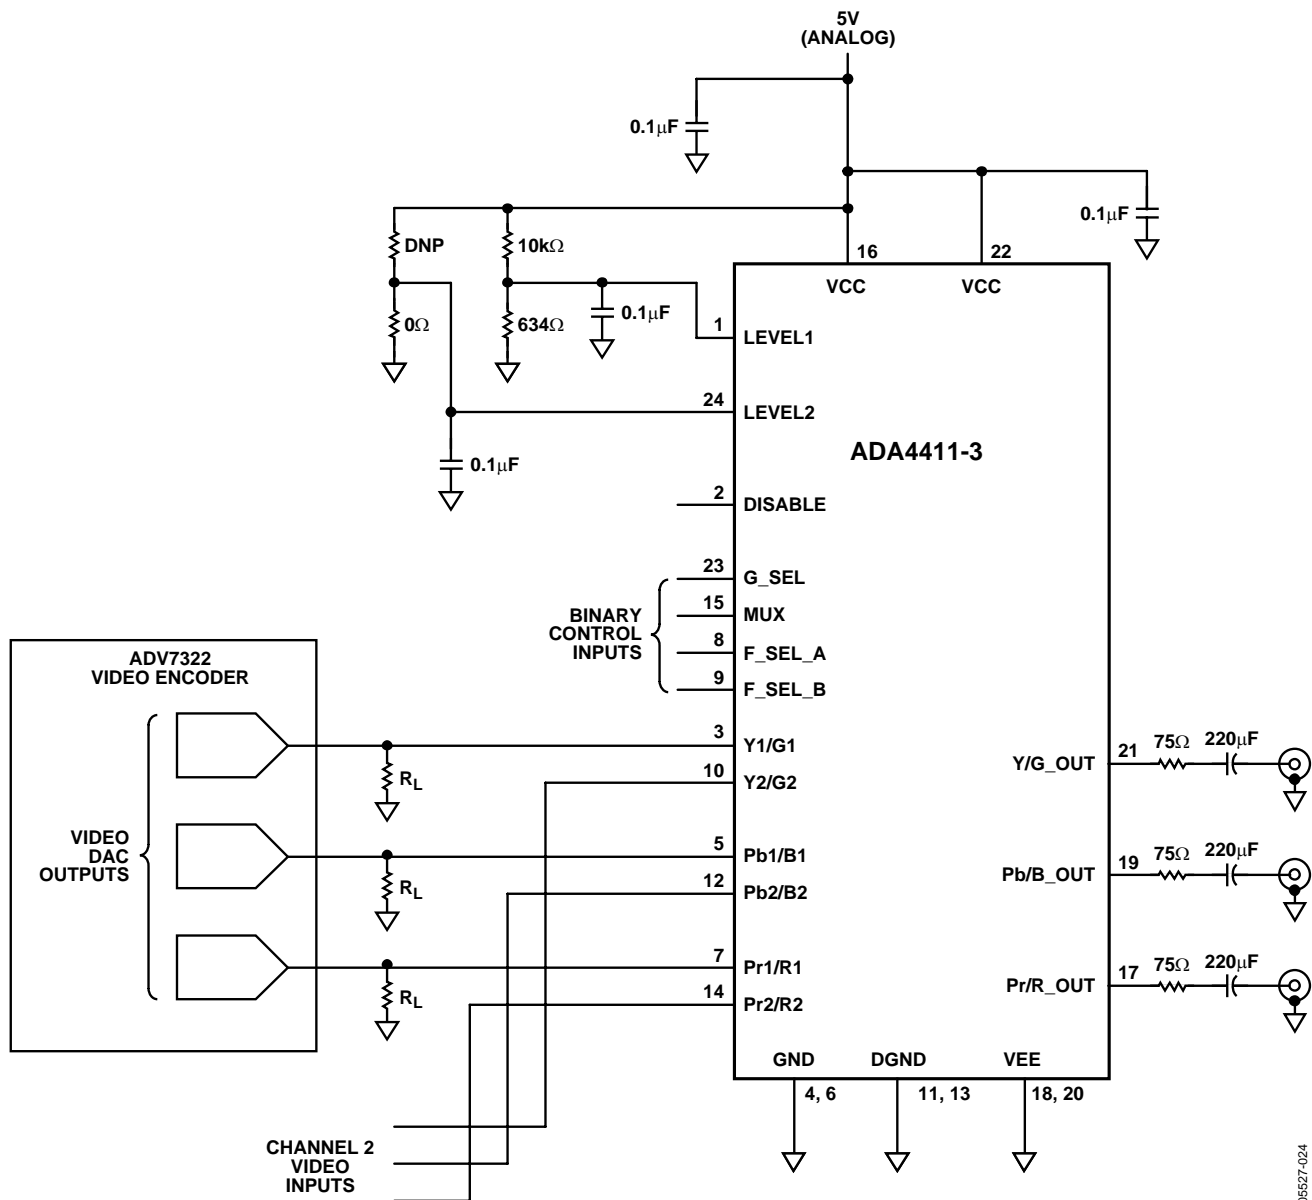 5V
(ANALOG)
0.1μF
0.1μF
DNP
10kΩ
16
22
VCC
VCC
0Ω
634Ω
0.1μF
1
LEVEL1
24
LEVEL2
ADA4411-3
0.1μF
2
DISABLE
23
G_SEL
BINARY
CONTROL
INPUTS
15
MUX
8
F_SEL_A
9
F_SEL_B
ADV7322
VIDEO ENCODER
3
Y1/G1
RL
10
Y2/G2
Y/G_OUT
21
75Ω
220μF
VIDEO
DAC
OUTPUTS
5
Pb1/B1
RL
12
Pb2/B2
Pb/B_OUT
19
75Ω
220μF
7
Pr1/R1
RL
14
Pr2/R2
Pr/R_OUT
17
75Ω
220μF
GND
DGND
VEE
4, 6
11, 13
18, 20
CHANNEL 2
VIDEO
INPUTS
05527-024